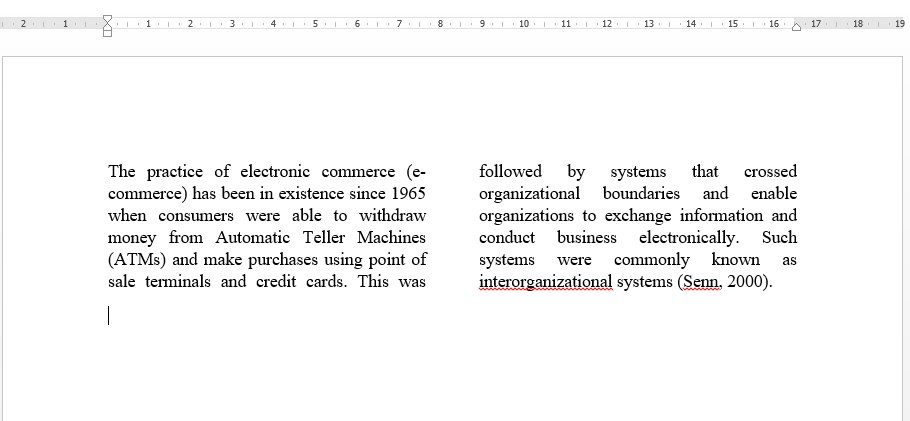 2 1 1 2 3 4 5 6 7 8 9 10 11 12 13 14 15 16 17 18 19
The practice of electronic commerce (e-
commerce) has been in existence since 1965
when consumers were able to withdraw
money from Automatic Teller Machines
(ATMs) and make purchases using point of
sale terminals and credit cards. This was
followed by systems that crossed
organizational boundaries and enable
organizations to exchange information and
conduct business electronically. Such
systems were commonly known as
interorganizational systems (Senn, 2000).